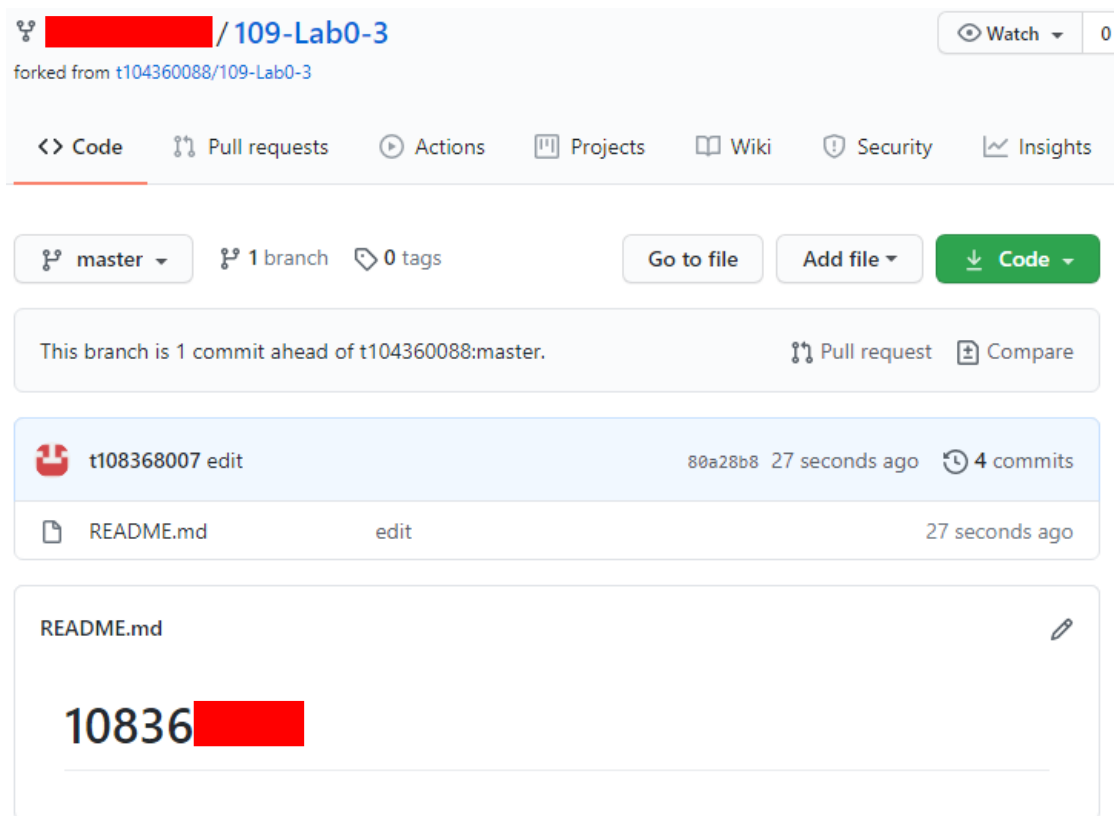 / 109-Lab0-3
Watch 0
forked from t104360088/109-Lab0-3
Code Pull requests Actions Projects Wiki Security Insights
master 1 branch 0 tags Go to file Add file Code
This branch is 1 commit ahead of t104360088:master. Pull request Compare
t108368007 edit 80a28b8 27 seconds ago 4 commits
README.md edit 27 seconds ago
README.md
10836